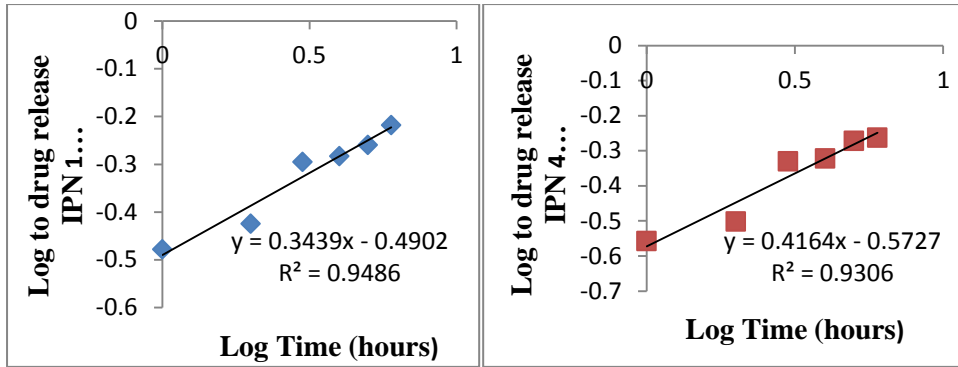 0
-0.1
-0.2
-0.3
-0.4
-0.5
-0.6
0
0.5
1
y = 0.3439x - 0.4902
R² = 0.9486
Log to drug release
IPN 1...
Log Time (hours)
0
-0.1
-0.2
-0.3
-0.4
-0.5
-0.6
-0.7
0
0.5
1
y = 0.4164x - 0.5727
R² = 0.9306
Log to drug release
IPN 4...
Log Time (hours)